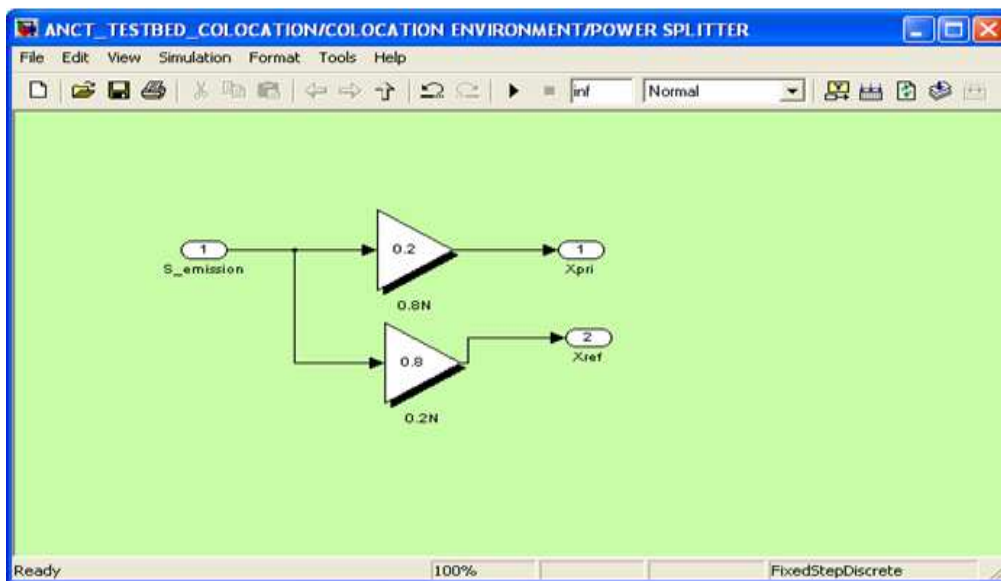 ANCT_TESTBED_COLOCATION/COLOCATION ENVIRONMENT/POWER SPLITTER
File Edit View Simulation Format Tools Help
inf Normal
1 0.2 1
S_emission Xpri
0.8N
0.8 2
Xref
0.2N
Ready 100% FixedStepDiscrete